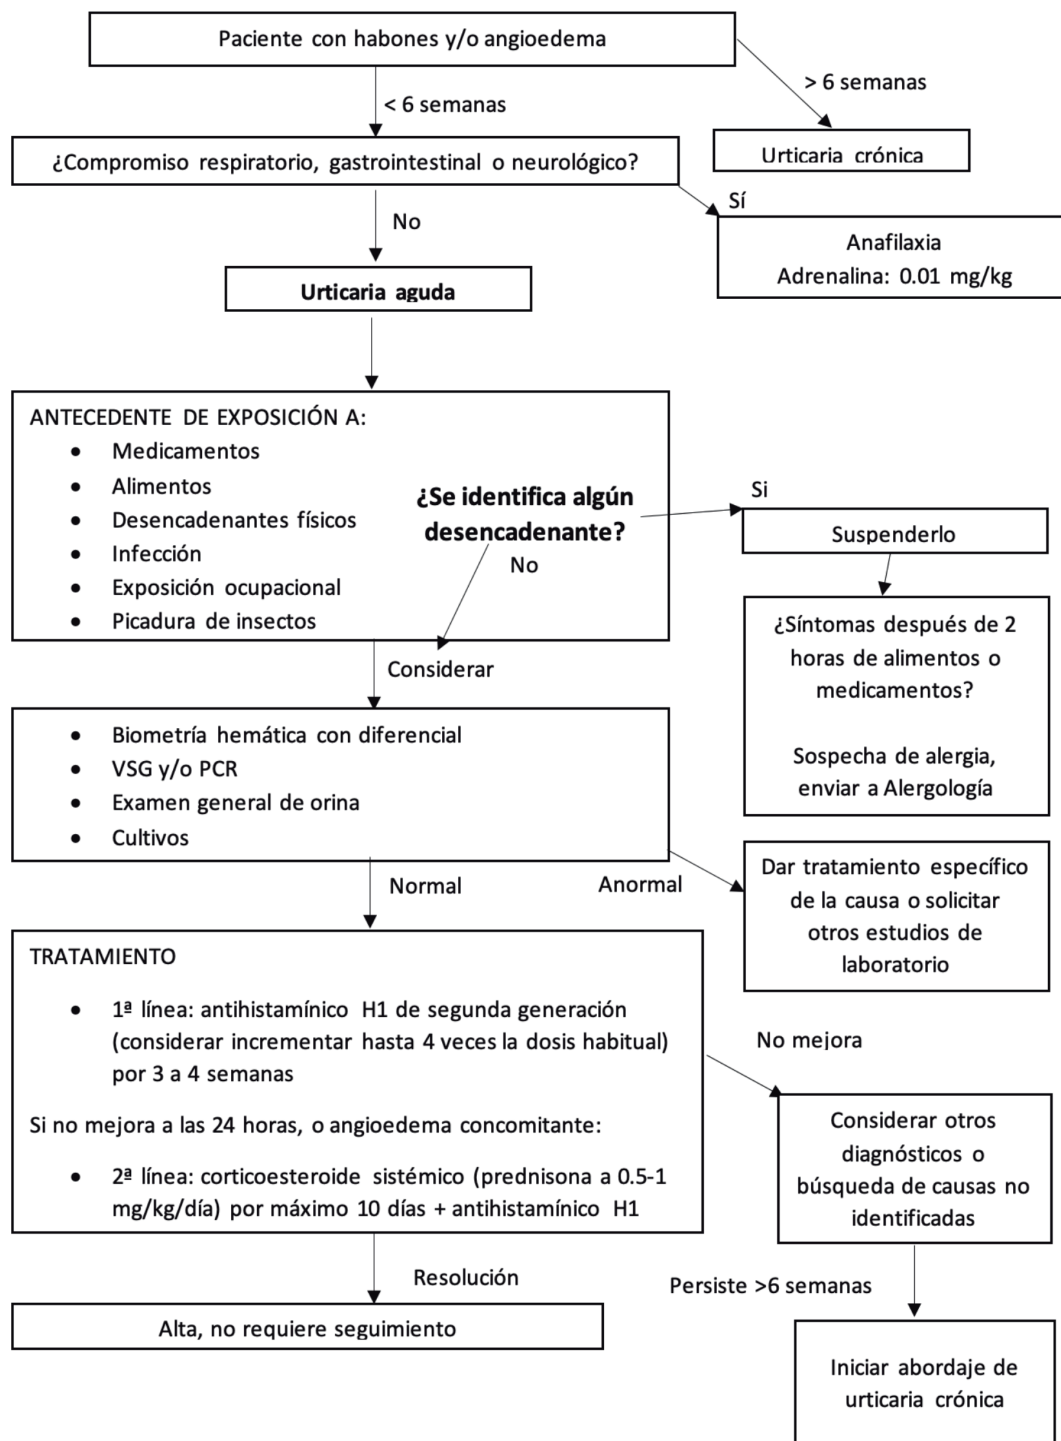 Paciente con habones y/o angioedema
> 6 semanas
< 6 semanas
Urticaria crónica
¿Compromiso respiratorio, gastrointestinal o neurológico?
Sí
No
Anafilaxia
Adrenalina: 0.01 mg/kg
Urticaria aguda
ANTECEDENTE DE EXPOSICIÓN A:
• Medicamentos
• Alimentos
• Desencadenantes físicos
• Infección
• Exposición ocupacional
• Picadura de insectos
¿Se identifica algún
desencadenante?
No
Si
Suspenderlo
¿Síntomas después de 2
horas de alimentos o
medicamentos?
Sospecha de alergia,
enviar a Alergología
Considerar
• Biometría hemática con diferencial
• VSG y/o PCR
• Examen general de orina
• Cultivos
Normal
Anormal
Dar tratamiento específico
de la causa o solicitar
otros estudios de
laboratorio
TRATAMIENTO
• 1ª línea: antihistamínico H1 de segunda generación
(considerar incrementar hasta 4 veces la dosis habitual)
por 3 a 4 semanas
Si no mejora a las 24 horas, o angioedema concomitante:
• 2ª línea: corticoesteroide sistémico (prednisona a 0.5-1
mg/kg/día) por máximo 10 días + antihistamínico H1
No mejora
Considerar otros
diagnósticos o
búsqueda de causas no
identificadas
Resolución
Persiste >6 semanas
Alta, no requiere seguimiento
Iniciar abordaje de
urticaria crónica